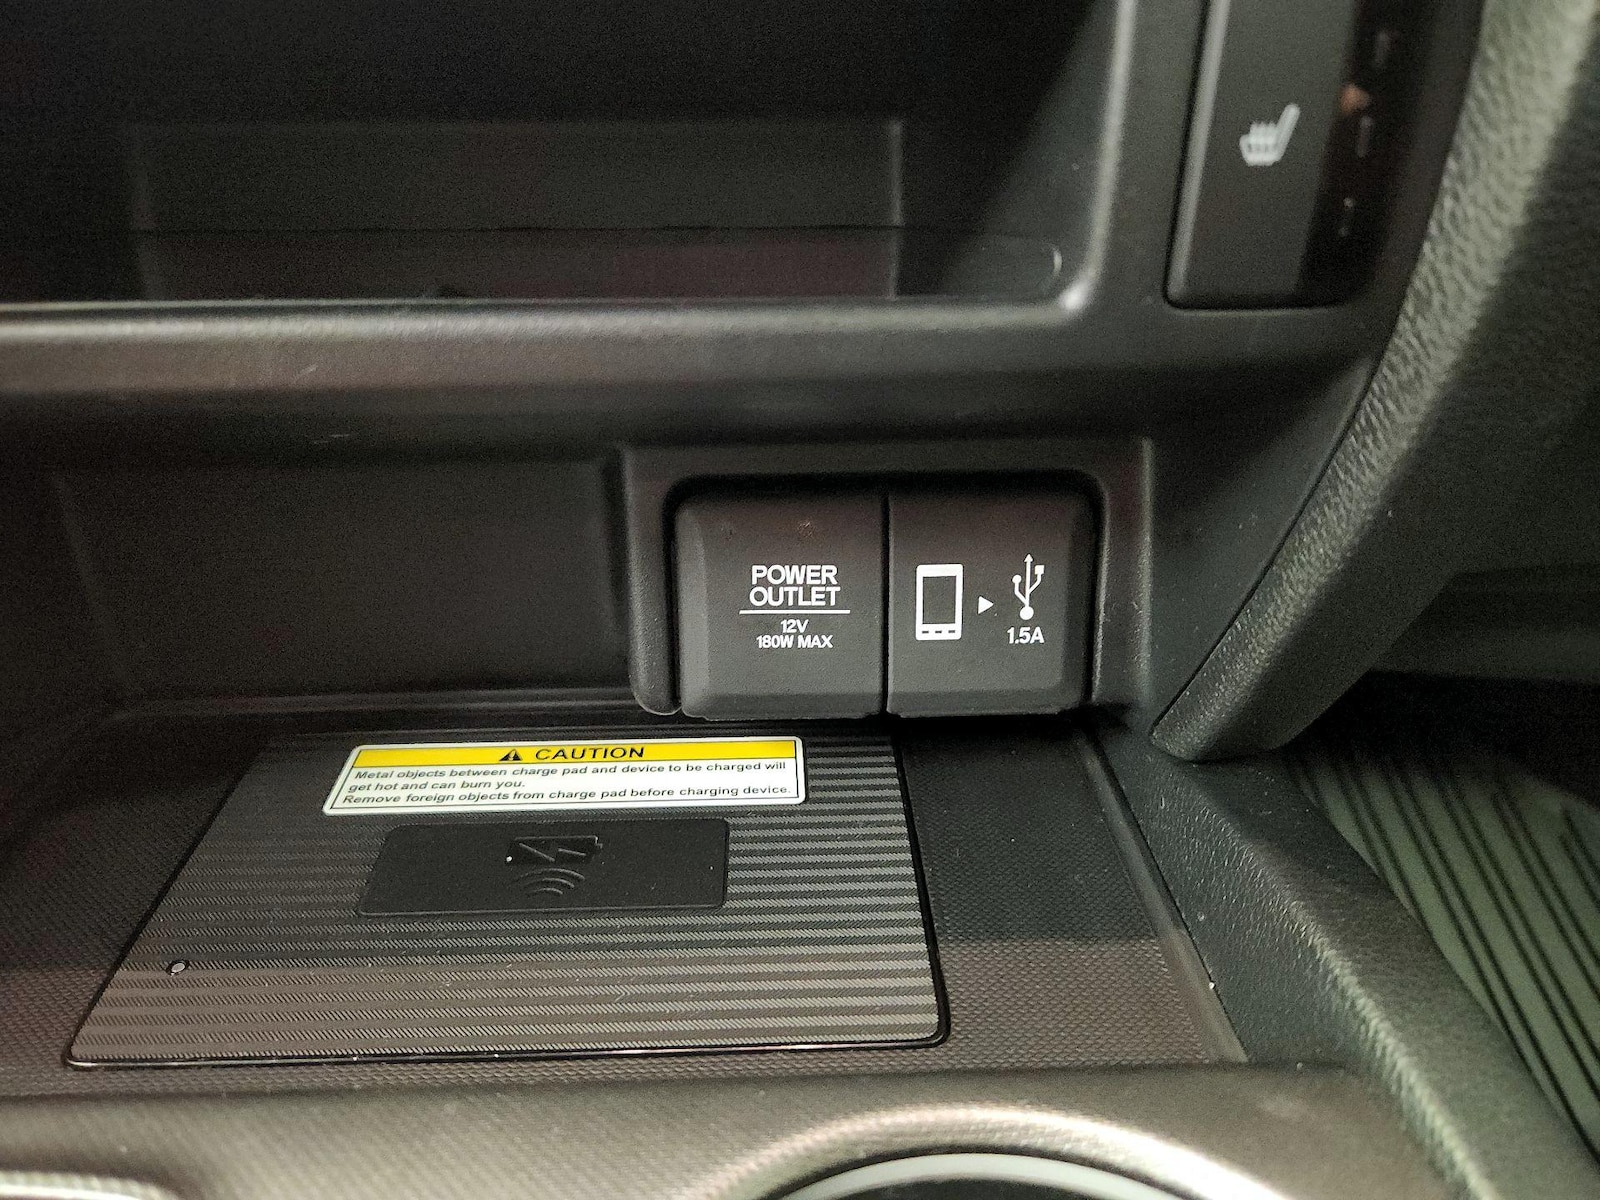 POWER
OUTLET
12V
180W MAX
1.5A
CAUTION
Metal objects between charge pad and device to be charged will
get hot and can burn you.
Remove foreign objects from charge pad before charging device.